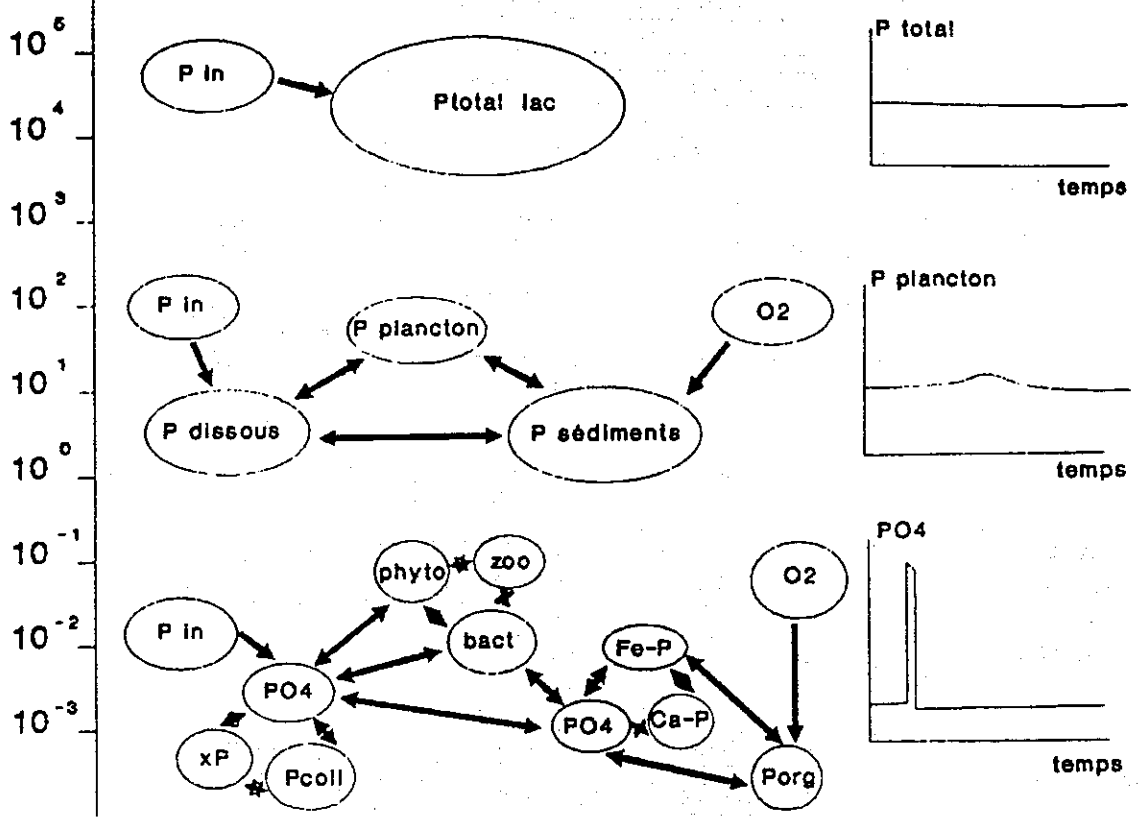 10^5
P in
Ptotal lac
P total
10^4
temps
10^3
10^2
P in
P plancton
O2
P plancton
10^1
P dissous
P sédiments
10^0
temps
10^-1
phyto
zoo
O2
PO4
10^-2
P in
bact
Fe-P
PO4
10^-3
PO4
Ca-P
xP
Pcoll
Porg
temps